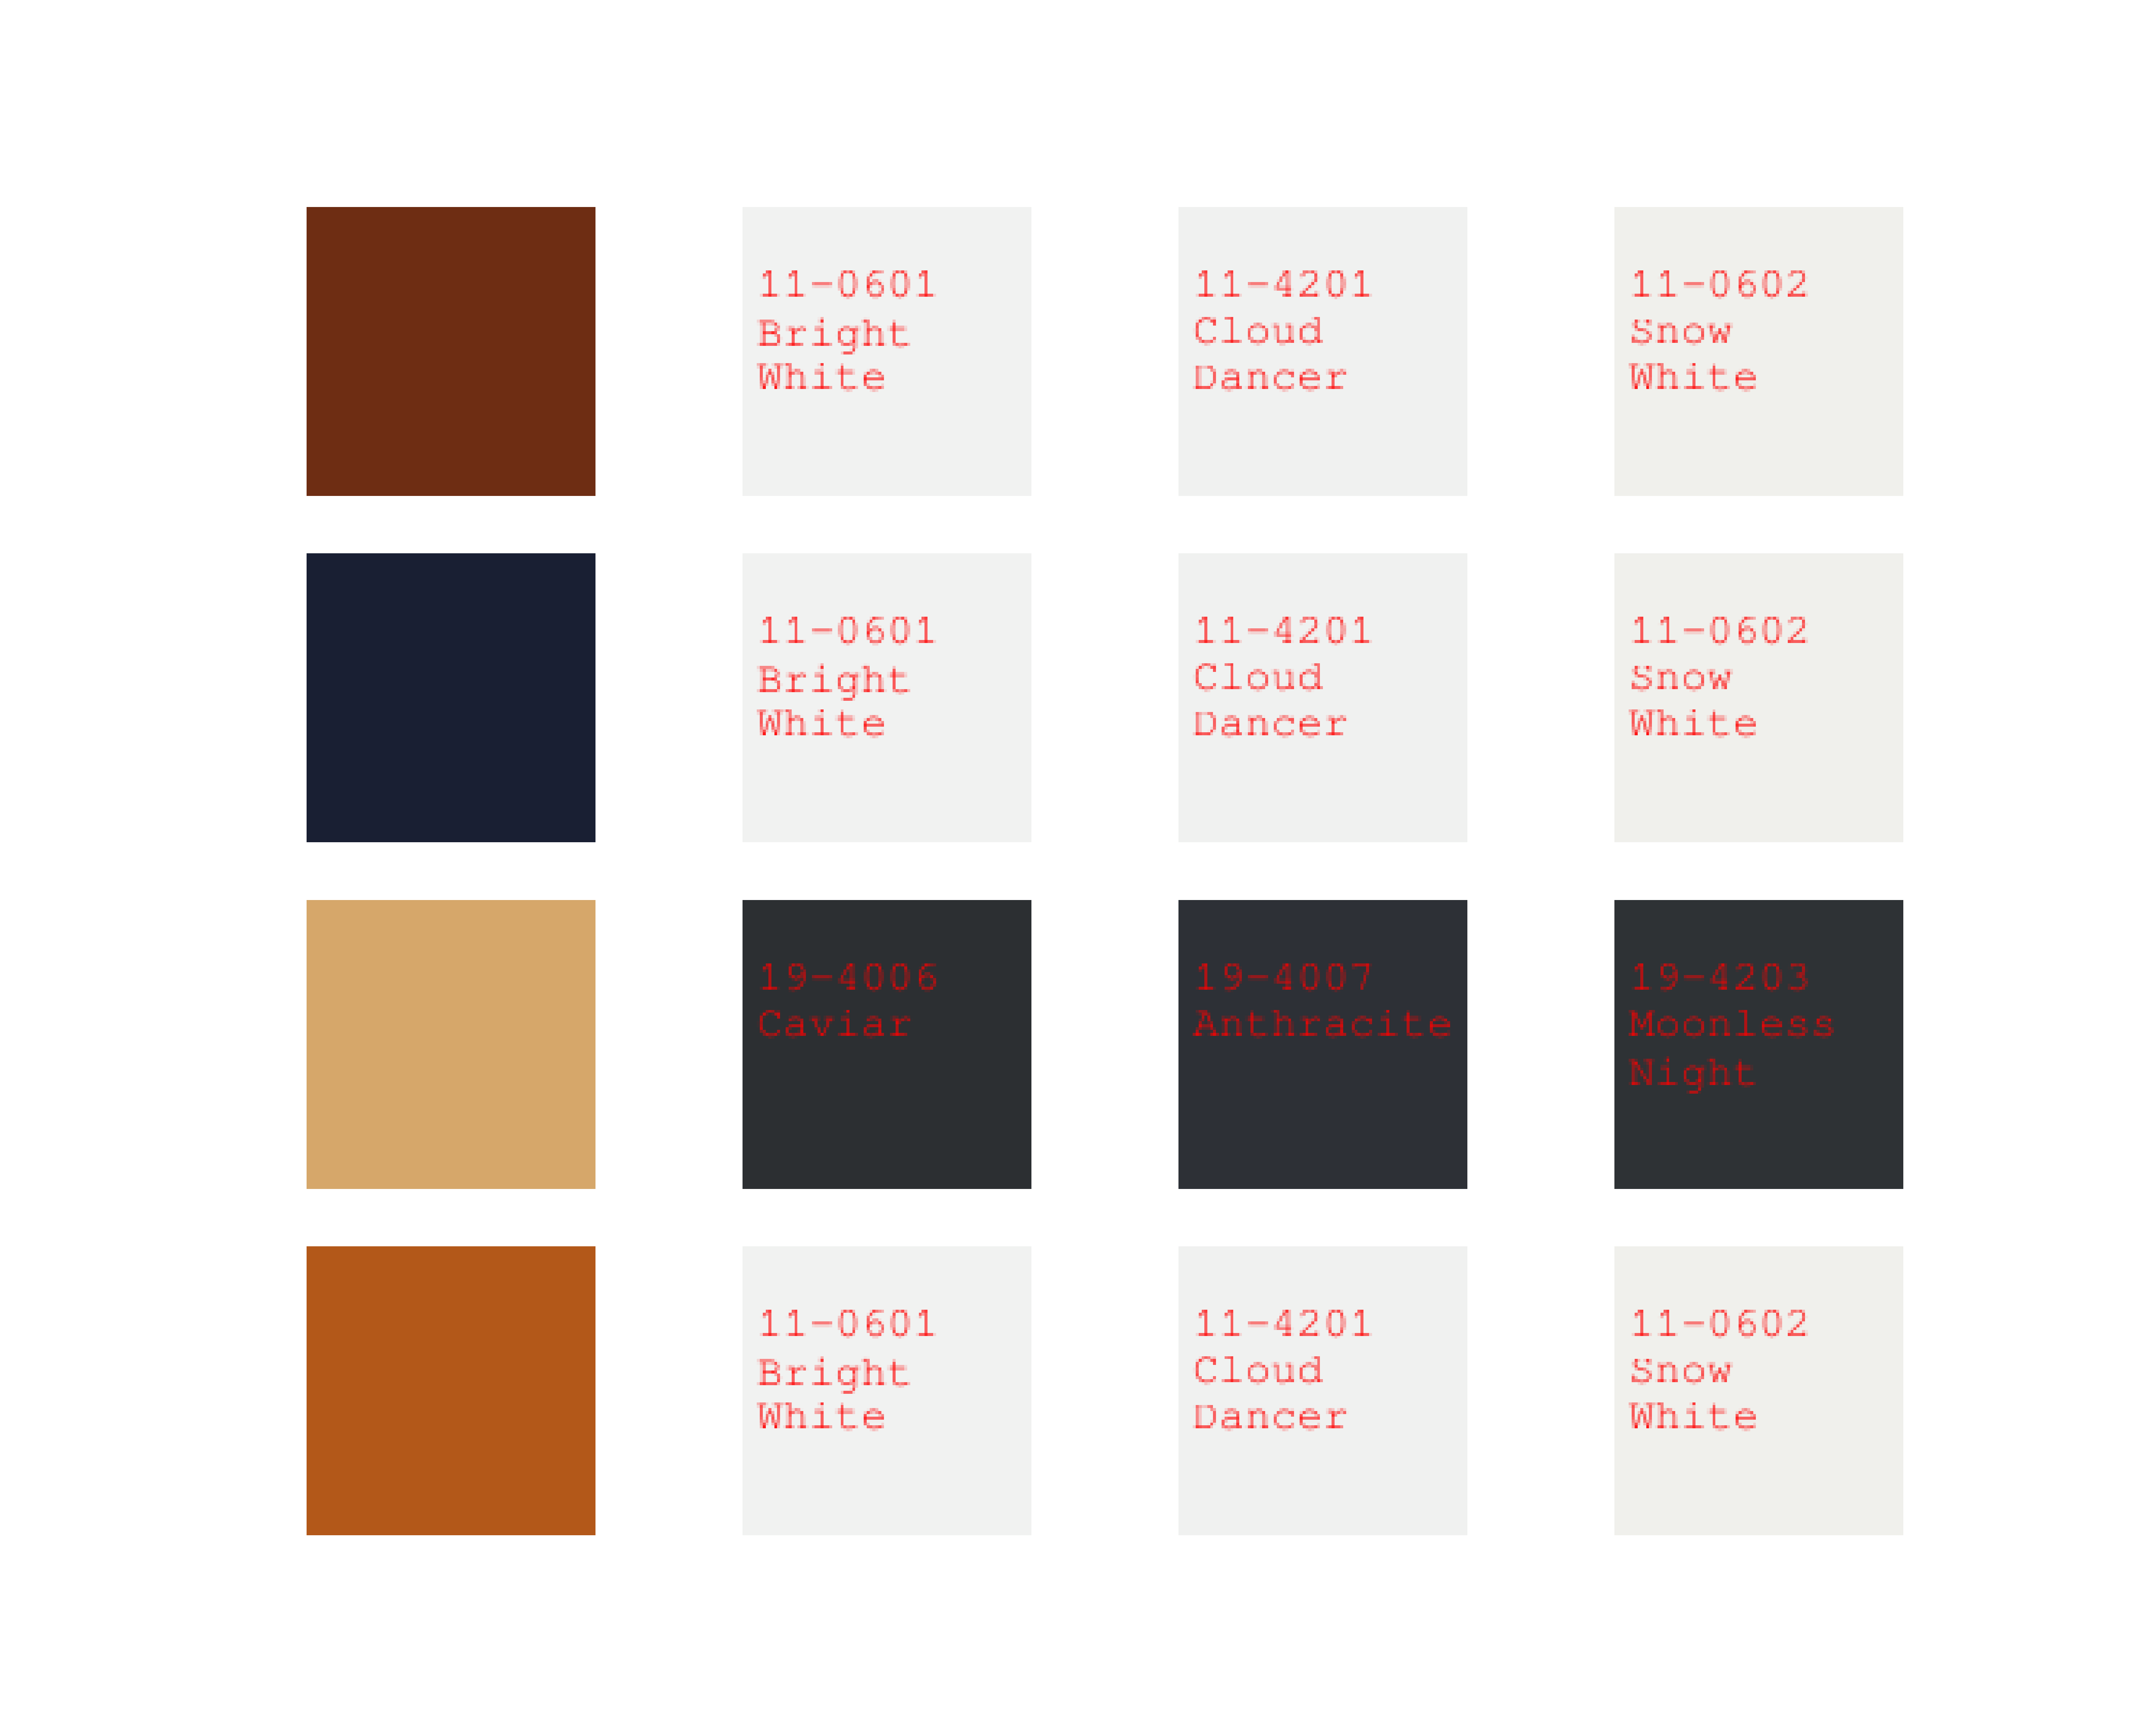 11-0601
Bright
White
11-4201
Cloud
Dancer
11-0602
Snow
White
11-0601
Bright
White
11-4201
Cloud
Dancer
11-0602
Snow
White
19-4006
Caviar
19-4007
Anthracite
19-4203
Moonless
Night
11-0601
Bright
White
11-4201
Cloud
Dancer
11-0602
Snow
White